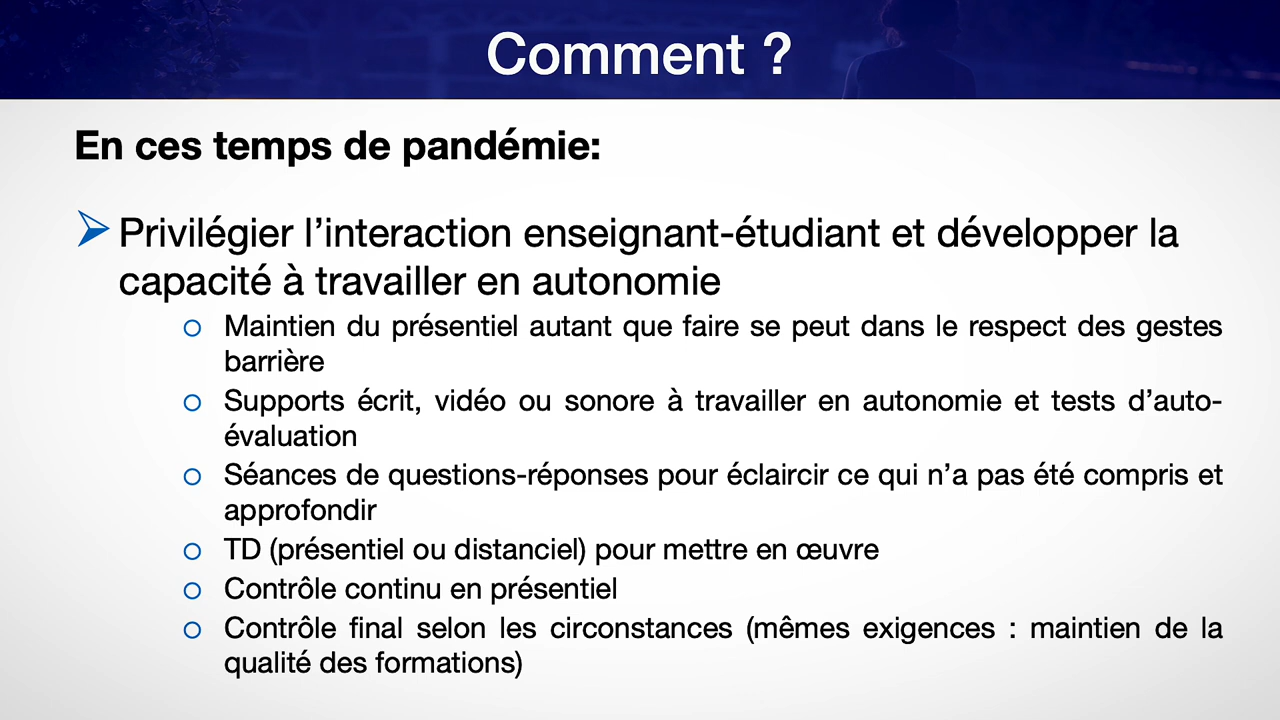 Comment ?
En ces temps de pandémie:
Privilégier l’interaction enseignant-étudiant et développer la
capacité à travailler en autonomie
Maintien du présentiel autant que faire se peut dans le respect des gestes
barrière
Supports écrit, vidéo ou sonore à travailler en autonomie et tests d’auto-
évaluation
Séances de questions-réponses pour éclaircir ce qui n’a pas été compris et
approfondir
TD (présentiel ou distanciel) pour mettre en œuvre
Contrôle continu en présentiel
Contrôle final selon les circonstances (mêmes exigences : maintien de la
qualité des formations)